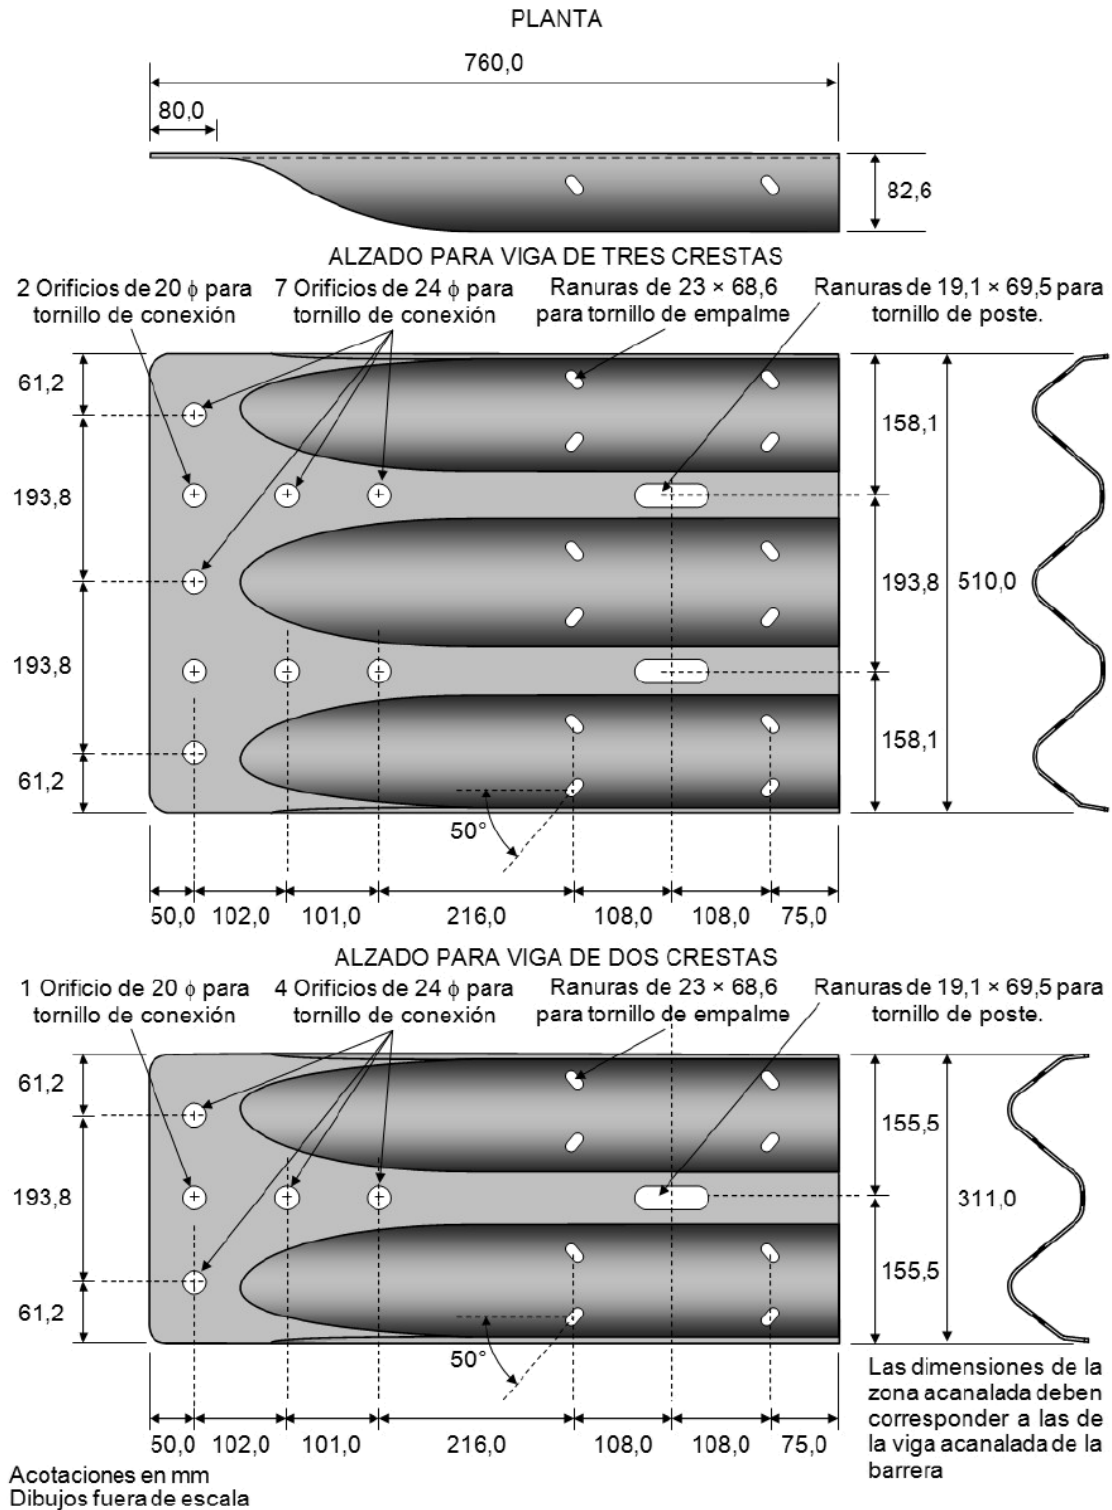 PLANTA
760,0
80,0
82,6
ALZADO PARA VIGA DE TRES CRESTAS
2 Orificios de 20 ϕ para
tornillo de conexión
7 Orificios de 24 ϕ para
tornillo de conexión
Ranuras de 23 × 68,6
para tornillo de empalme
Ranuras de 19,1 × 69,5 para
tornillo de poste.
61,2
193,8
193,8
61,2
158,1
193,8
158,1
510,0
50°
50,0
102,0
101,0
216,0
108,0
108,0
75,0
ALZADO PARA VIGA DE DOS CRESTAS
1 Orificio de 20 ϕ para
tornillo de conexión
4 Orificios de 24 ϕ para
tornillo de conexión
Ranuras de 23 × 68,6
para tornillo de empalme
Ranuras de 19,1 × 69,5 para
tornillo de poste.
61,2
193,8
61,2
155,5
155,5
311,0
50°
50,0
102,0
101,0
216,0
108,0
108,0
75,0
Las dimensiones de la
zona acanalada deben
corresponder a las de
la viga acanalada de la
barrera
Acotaciones en mm
Dibujos fuera de escala